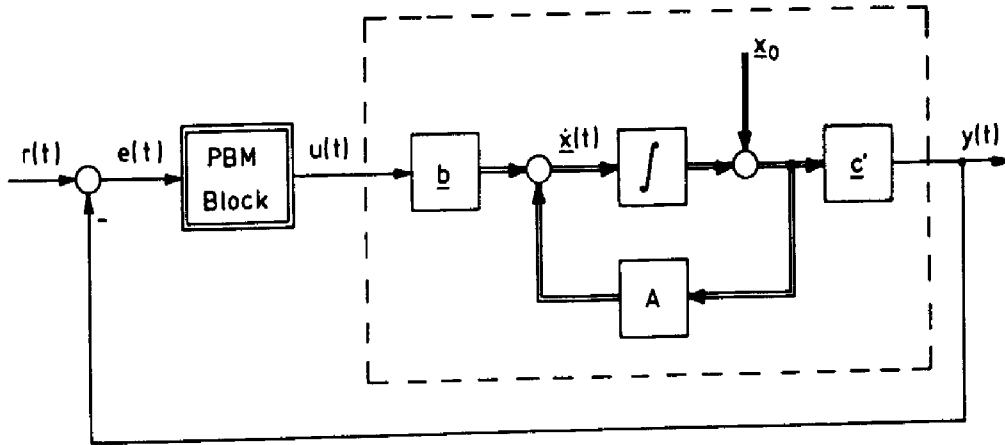 x₀
r(t)
e(t)
PBM
Block
u(t)
b
ẋ(t)
∫
c'
y(t)
-
A